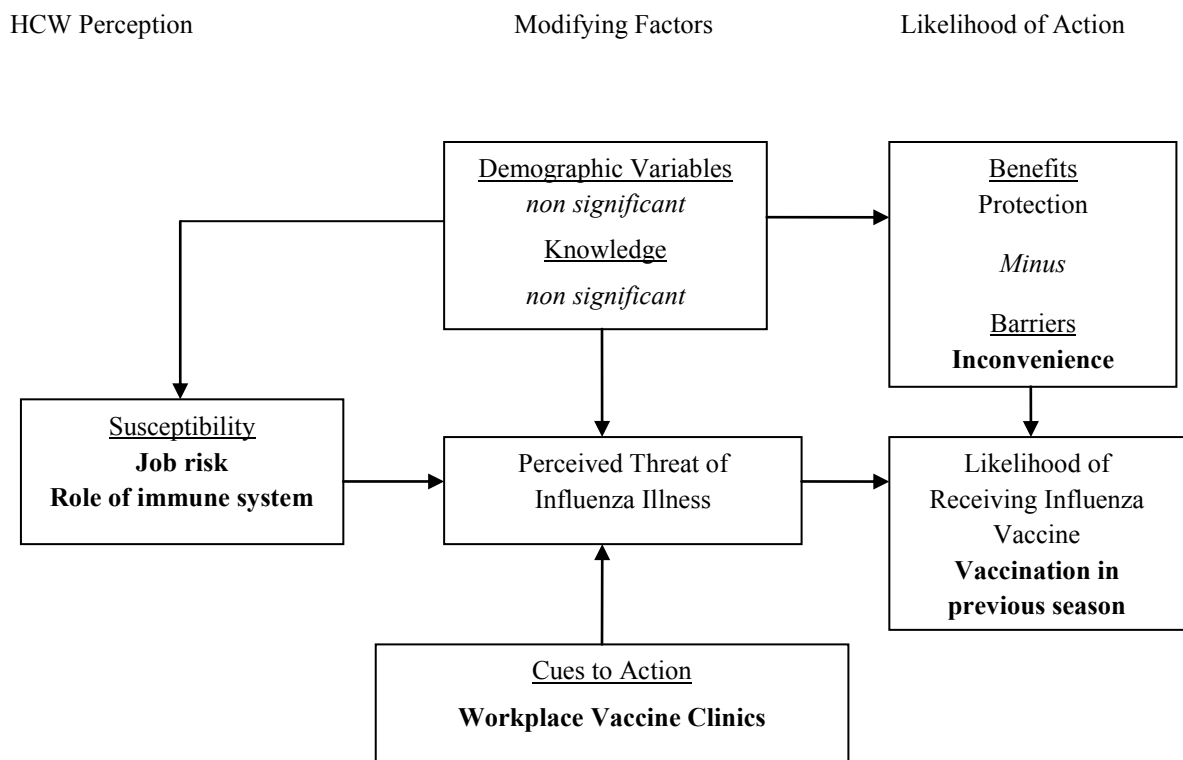 HCW Perception
Modifying Factors
Likelihood of Action
Demographic Variables
non significant
Knowledge
non significant
Benefits
Protection
Minus
Barriers
Inconvenience
Susceptibility
Job risk
Role of immune system
Perceived Threat of
Influenza Illness
Likelihood of
Receiving Influenza
Vaccine
Vaccination in
previous season
Cues to Action
Workplace Vaccine Clinics